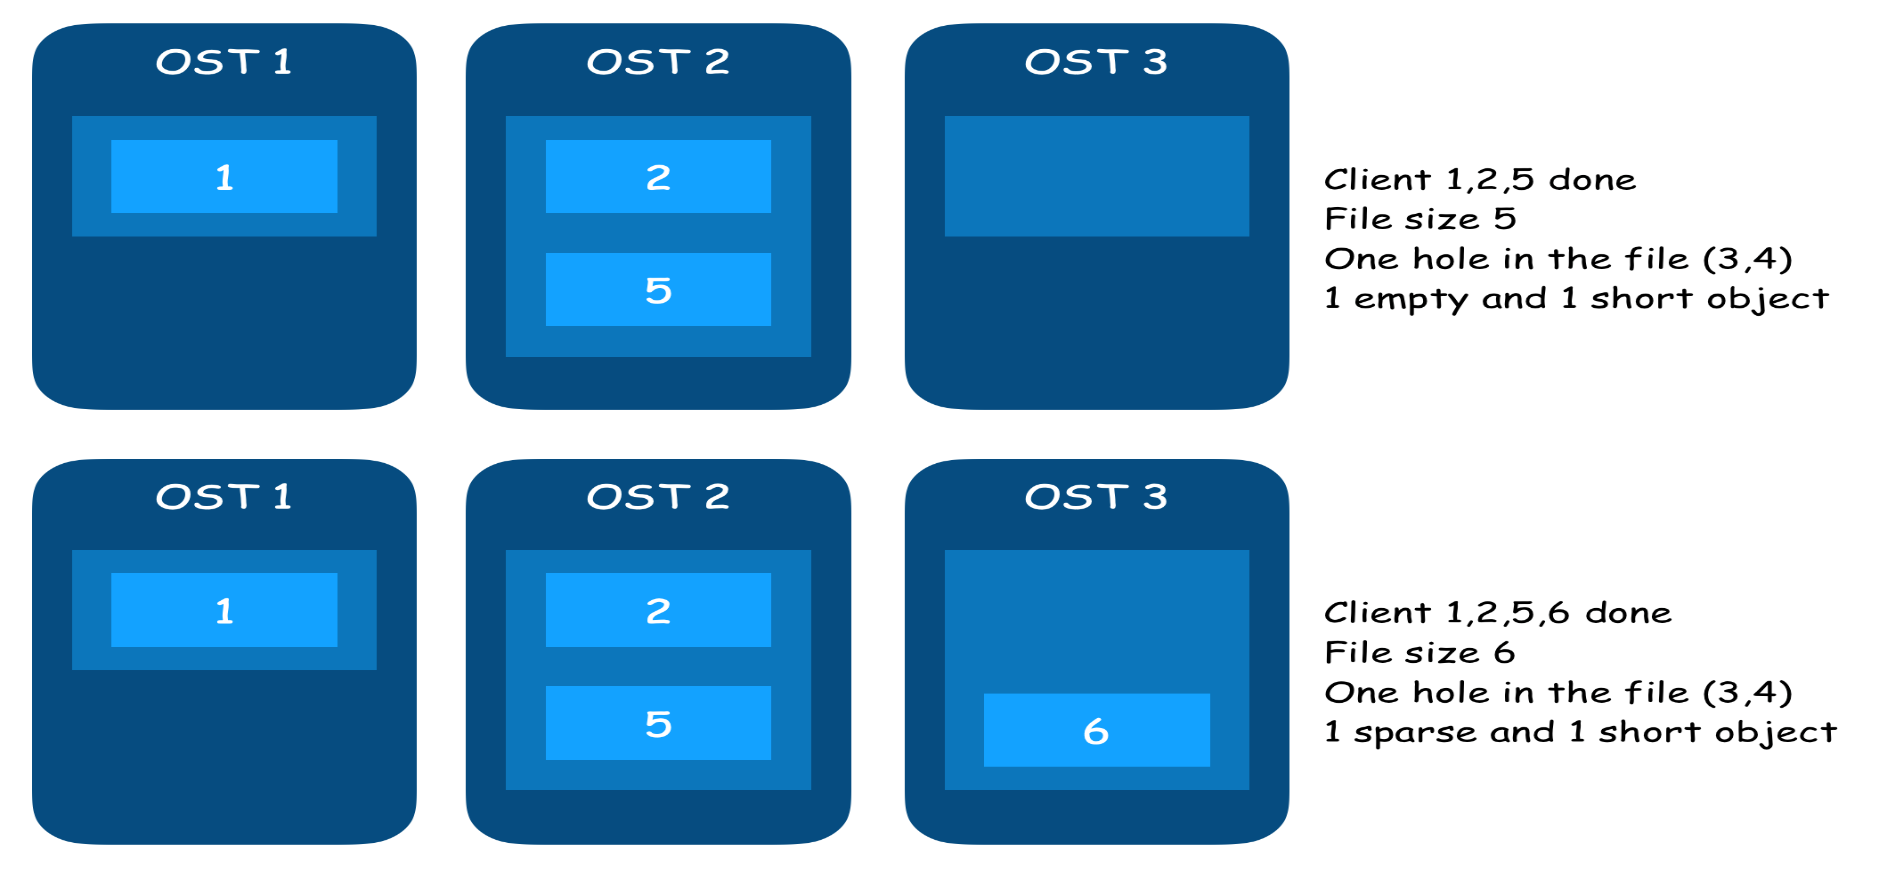 OST 1
OST 2
OST 3
1
2
5
Client 1,2,5 done
File size 5
One hole in the file (3,4)
1 empty and 1 short object
OST 1
OST 2
OST 3
1
2
5
6
Client 1,2,5,6 done
File size 6
One hole in the file (3,4)
1 sparse and 1 short object